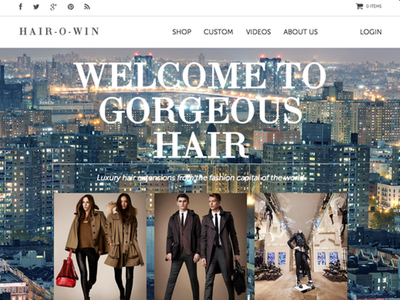 0 ITEMS
HAIR-O-WIN
SHOP CUSTOM VIDEOS ABOUT US LOGIN
WELCOME TO
GORGEOUS
HAIR
Luxury hair extensions from the fashion capital of the world.